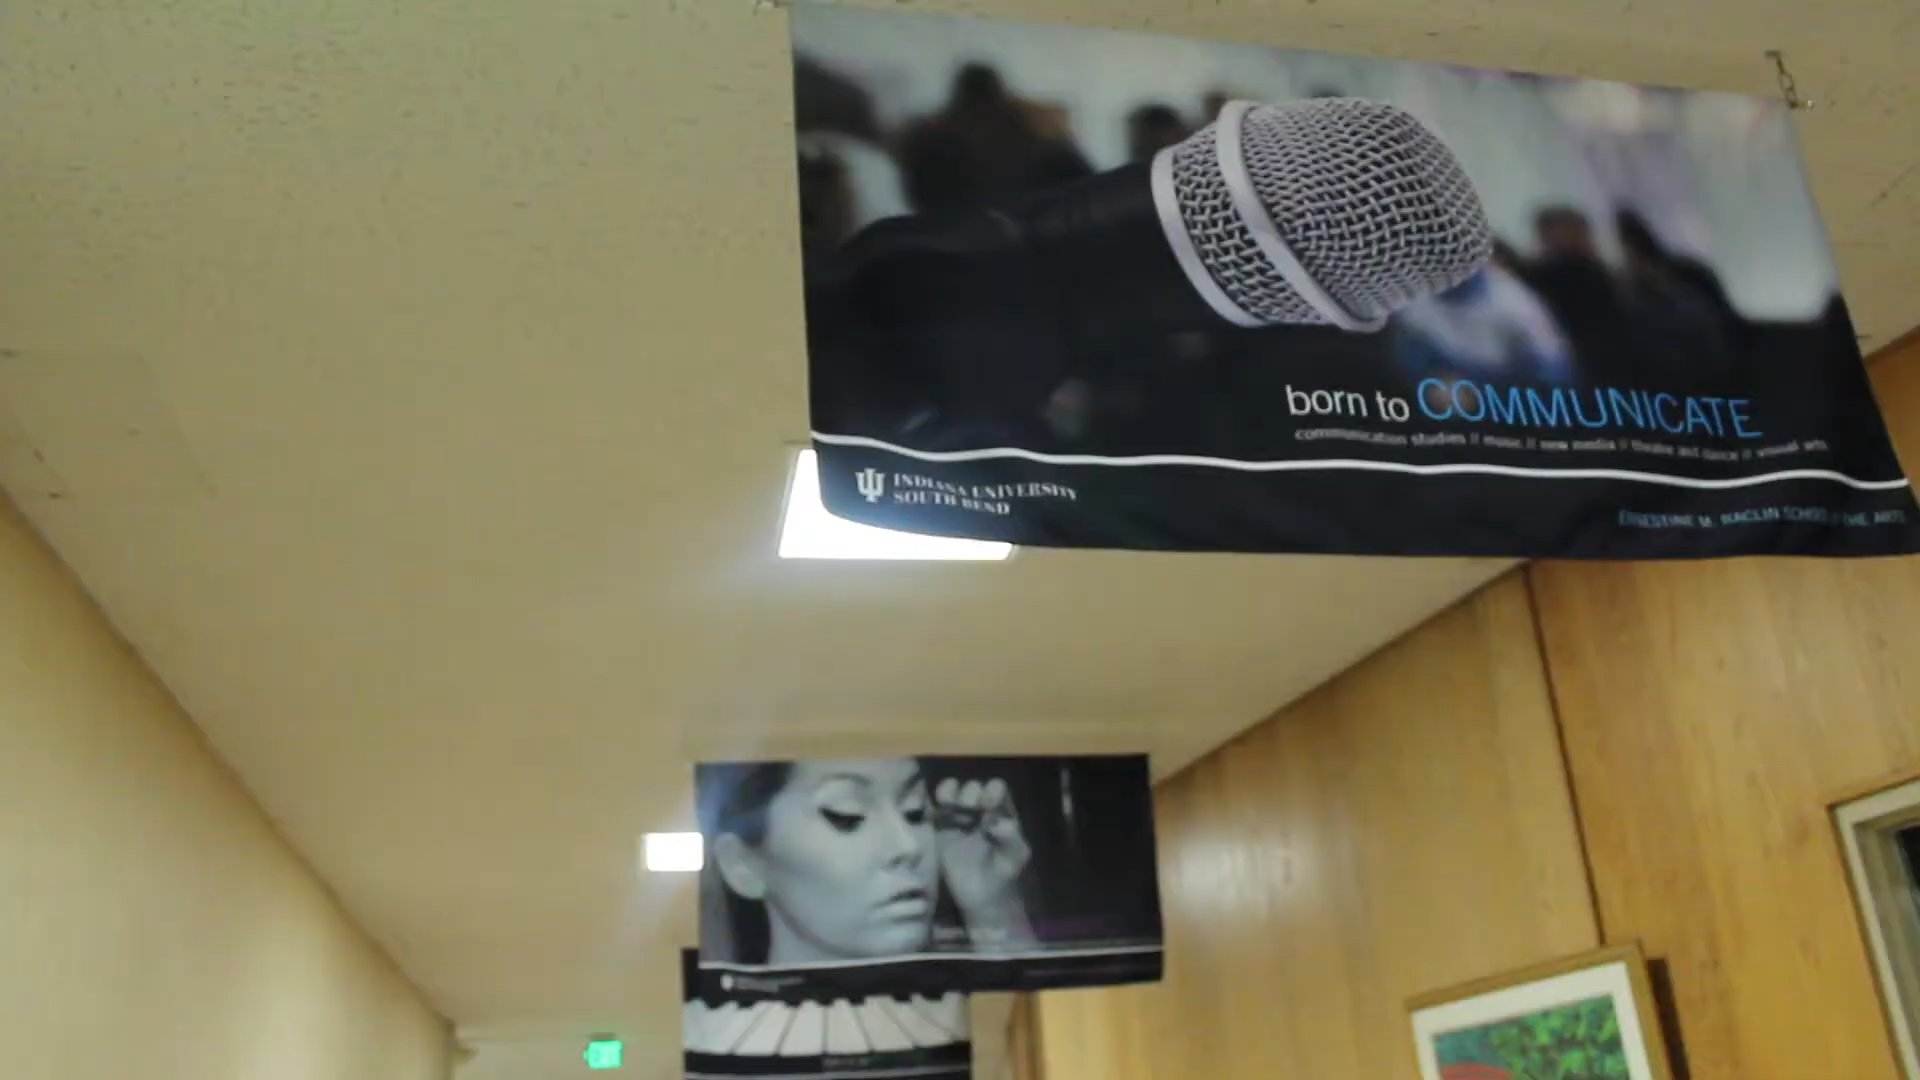 born to COMMUNICATE
communication studies // music // new media // theatre and dance // visual arts
INDIANA UNIVERSITY
SOUTH BEND
ERNESTINE M. RACLIN SCHOOL OF THE ARTS
EXIT